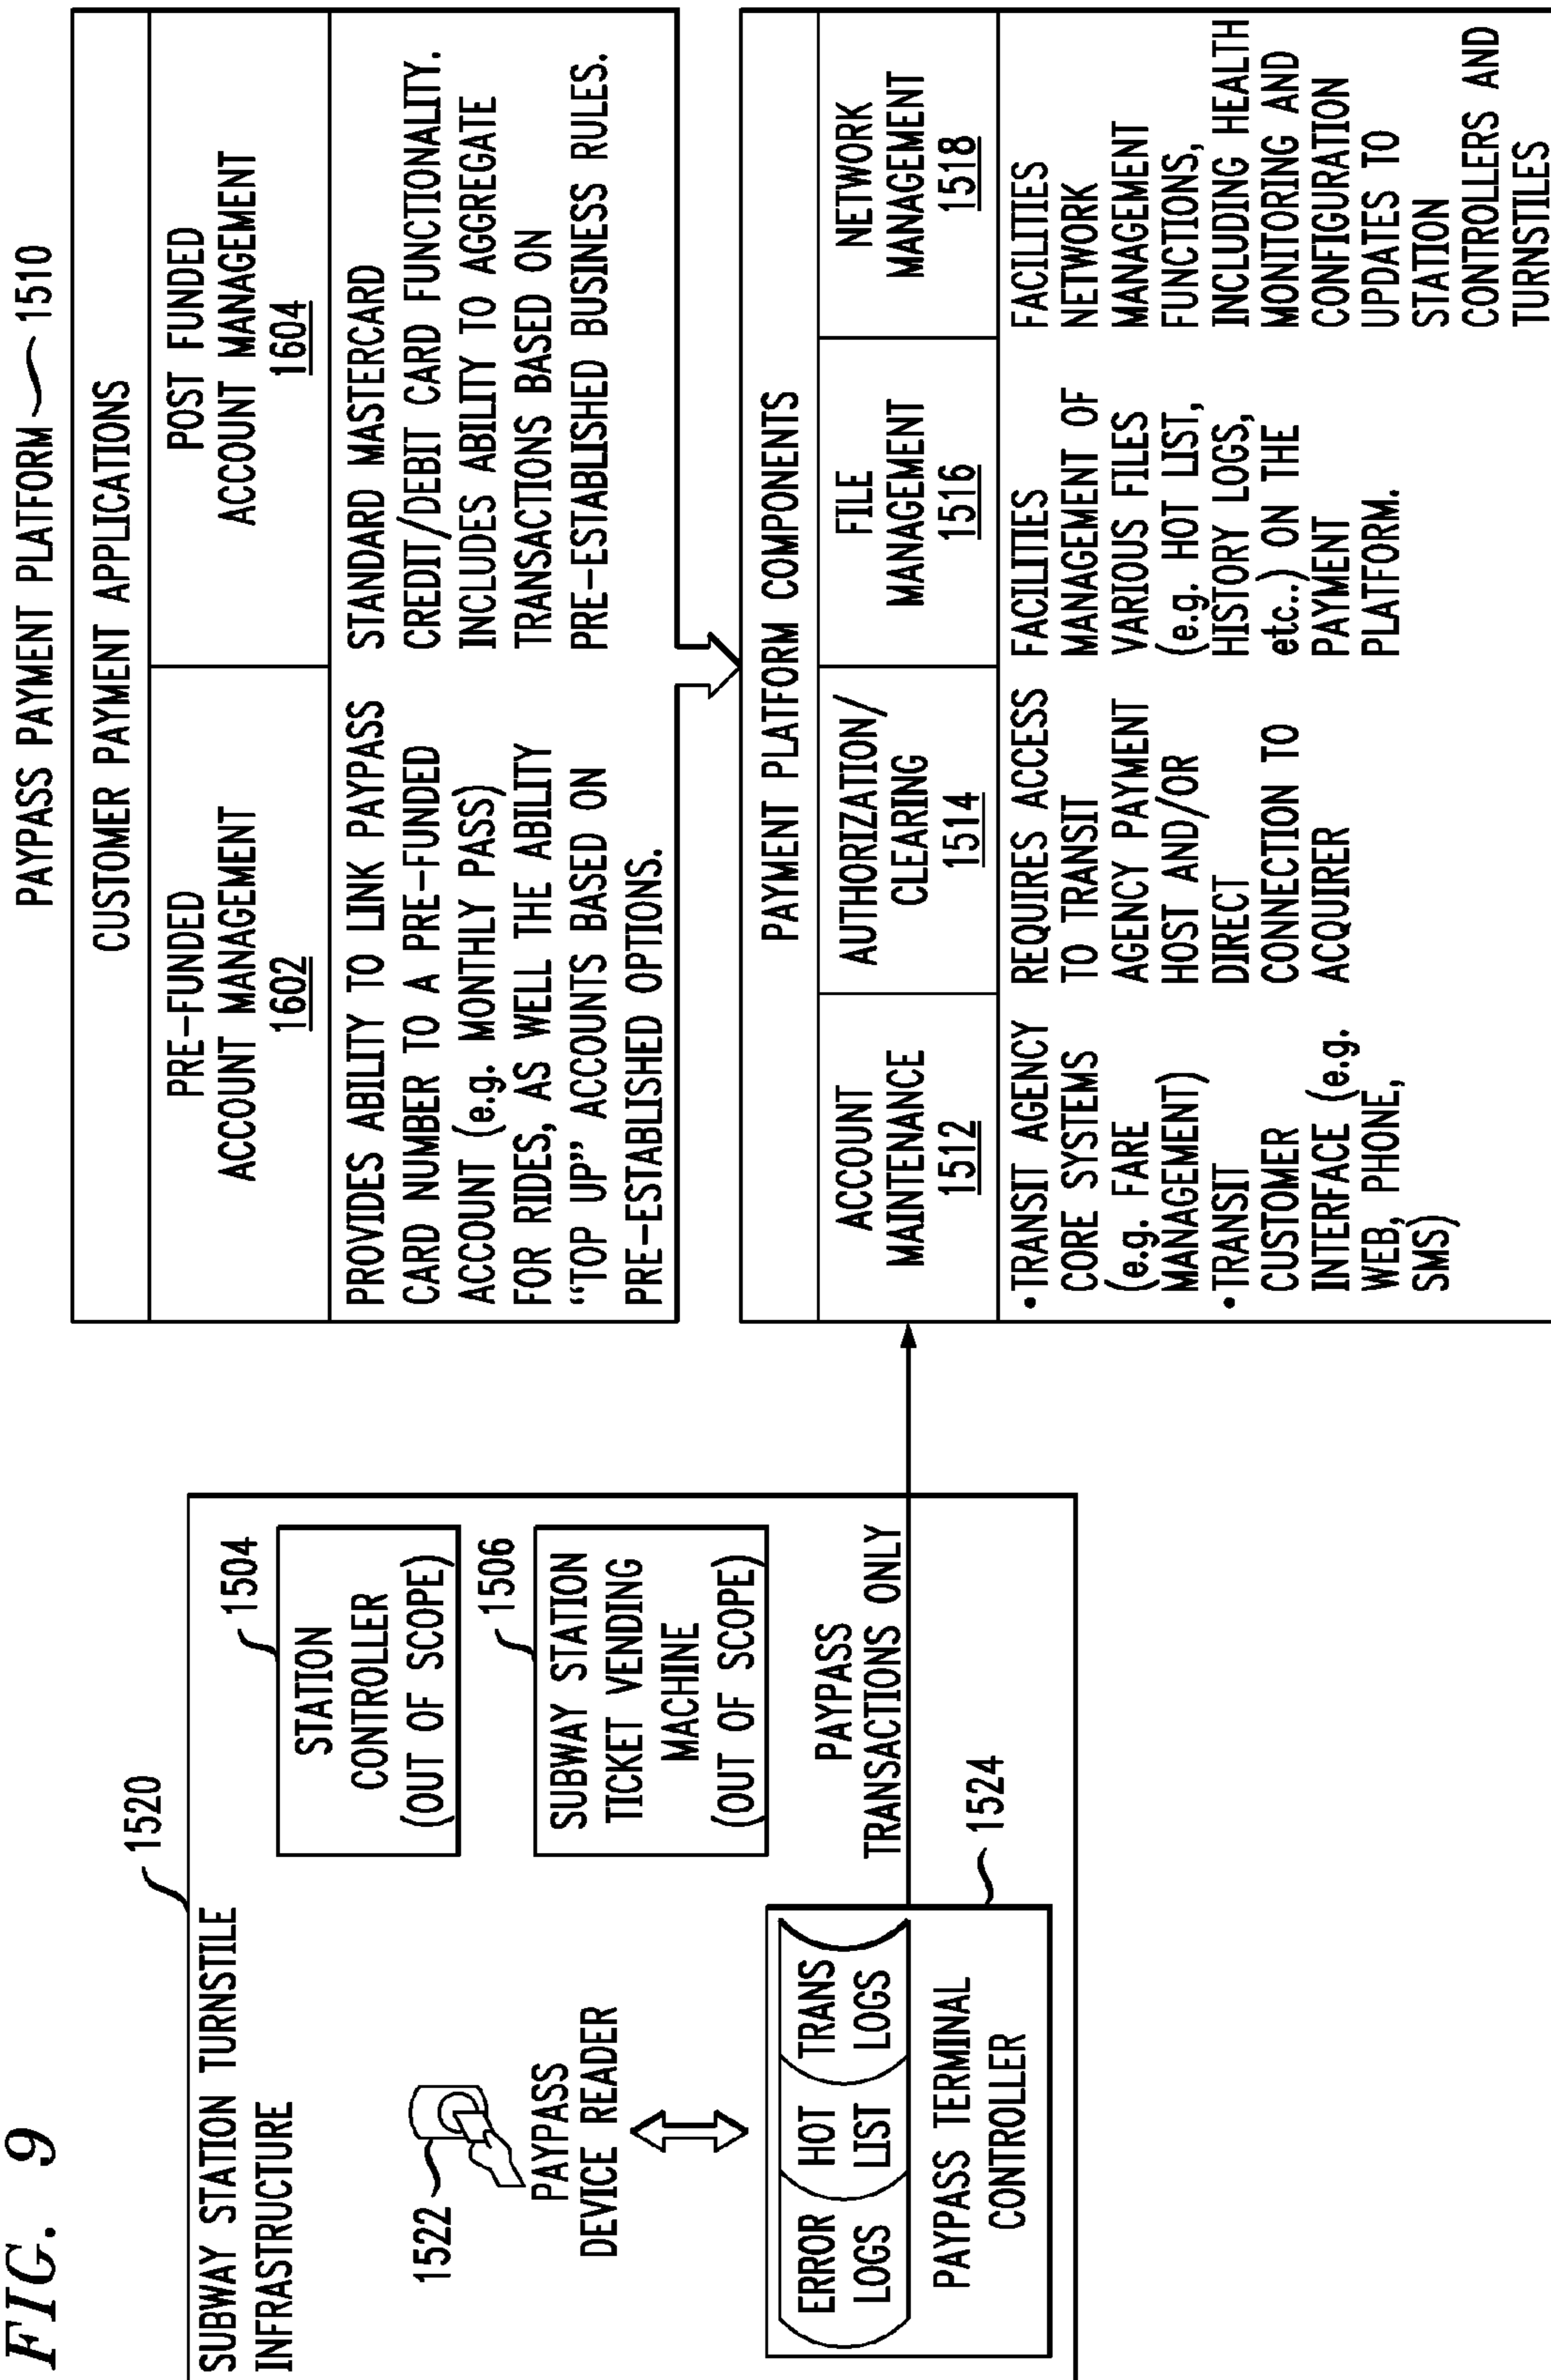 FIG. 9
SUBWAY STATION TURNSTILE
INFRASTRUCTURE
1520
1522
PAYPASS
DEVICE READER
STATION
CONTROLLER
(OUT OF SCOPE)
1504
SUBWAY STATION
TICKET VENDING
MACHINE
(OUT OF SCOPE)
1506
ERROR
LOGS
HOT
LIST
TRANS
LOGS
PAYPASS TERMINAL
CONTROLLER
1524
PAYPASS
TRANSACTIONS ONLY
PAYPASS PAYMENT PLATFORM 1510
CUSTOMER PAYMENT APPLICATIONS
PRE-FUNDED
ACCOUNT MANAGEMENT
1602
PROVIDES ABILITY TO LINK PAYPASS
CARD NUMBER TO A PRE-FUNDED
ACCOUNT (e.g. MONTHLY PASS)
FOR RIDES, AS WELL THE ABILITY
“TOP UP” ACCOUNTS BASED ON
PRE-ESTABLISHED OPTIONS.
POST FUNDED
ACCOUNT MANAGEMENT
1604
STANDARD MASTERCARD
CREDIT/DEBIT CARD FUNCTIONALITY.
INCLUDES ABILITY TO AGGREGATE
TRANSACTIONS BASED ON
PRE-ESTABLISHED BUSINESS RULES.
PAYMENT PLATFORM COMPONENTS
ACCOUNT
MAINTENANCE
1512
• TRANSIT AGENCY
CORE SYSTEMS
(e.g. FARE
MANAGEMENT)
• TRANSIT
CUSTOMER
INTERFACE (e.g.
WEB, PHONE,
SMS)
AUTHORIZATION/
CLEARING
1514
REQUIRES ACCESS
TO TRANSIT
AGENCY PAYMENT
HOST AND/OR
DIRECT
CONNECTION TO
ACQUIRER
FILE
MANAGEMENT
1516
FACILITIES
MANAGEMENT OF
VARIOUS FILES
(e.g. HOT LIST,
HISTORY LOGS,
etc..) ON THE
PAYMENT
PLATFORM.
NETWORK
MANAGEMENT
1518
FACILITIES
NETWORK
MANAGEMENT
FUNCTIONS,
INCLUDING HEALTH
MONITORING AND
CONFIGURATION
UPDATES TO
STATION
CONTROLLERS AND
TURNSTILES